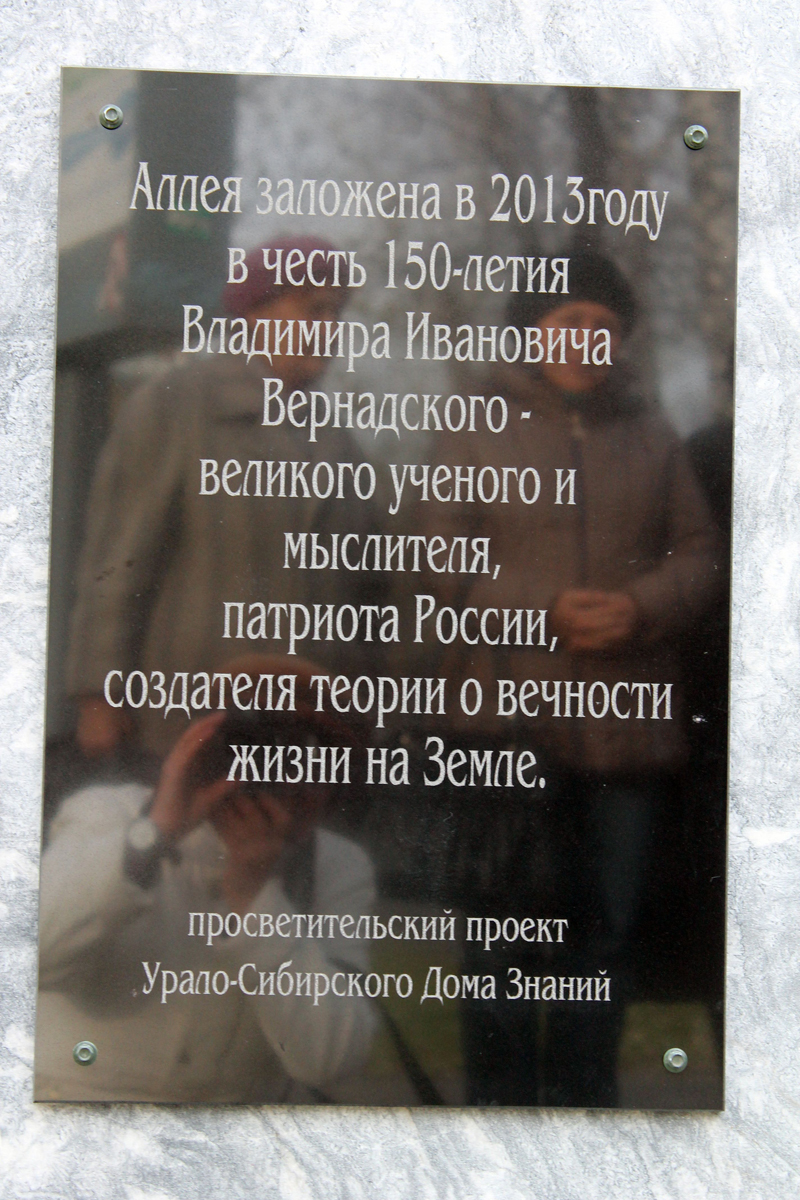 Аллея заложена в 2013году
в честь 150-летия
Владимира Ивановича
Вернадского -
великого ученого и
мыслителя,
патриота России,
создателя теории о вечности
жизни на Земле.
просветительский проект
Урало-Сибирского Дома Знаний